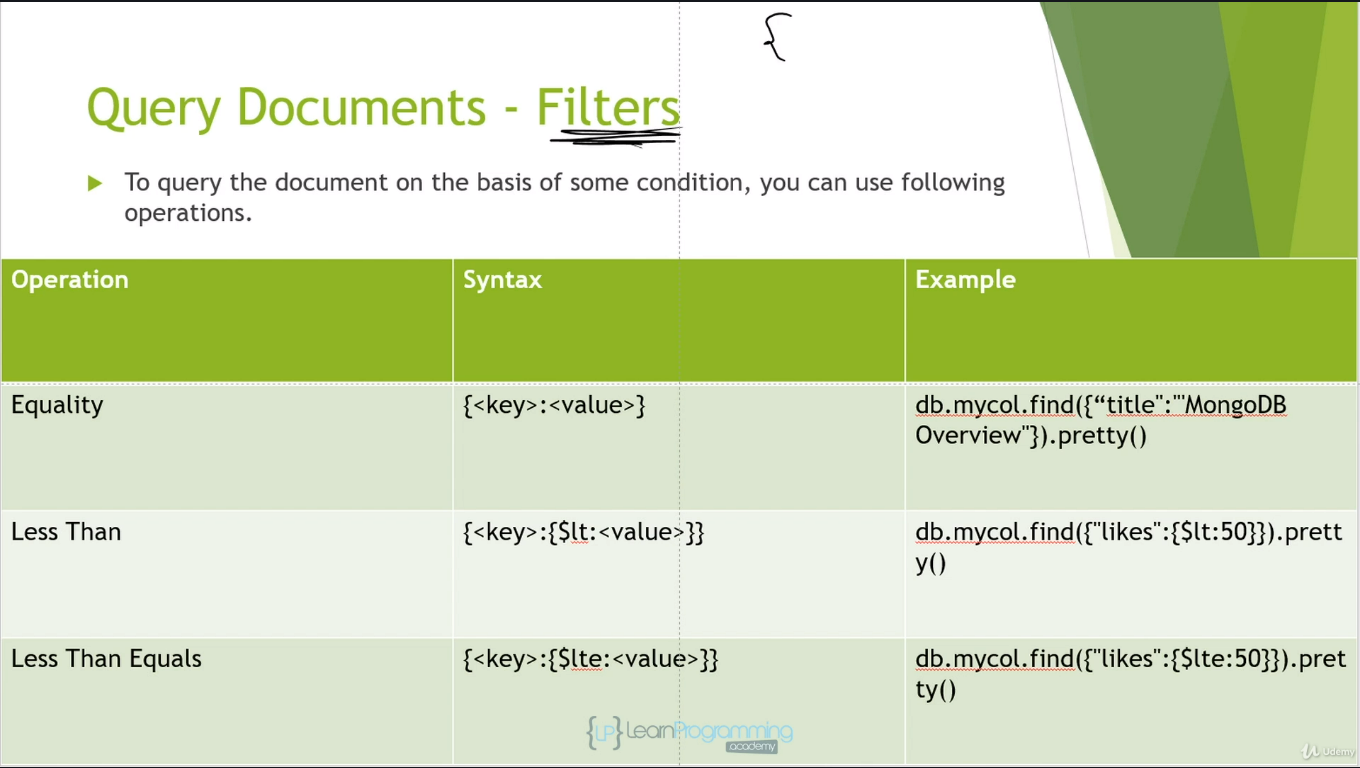 {
Query Documents - Filters
To query the document on the basis of some condition, you can use following
operations.
Operation
Syntax
Example
Equality
{<key>:<value>}
db.mycol.find({“title":"'MongoDB
Overview"}).pretty()
Less Than
{<key>:{$lt:<value>}}
db.mycol.find({"likes":{$lt:50}}).prett
y()
Less Than Equals
{<key>:{$lte:<value>}}
db.mycol.find({"likes":{$lte:50}}).pret
ty()
{LP}LearnProgramming
academy
Udemy